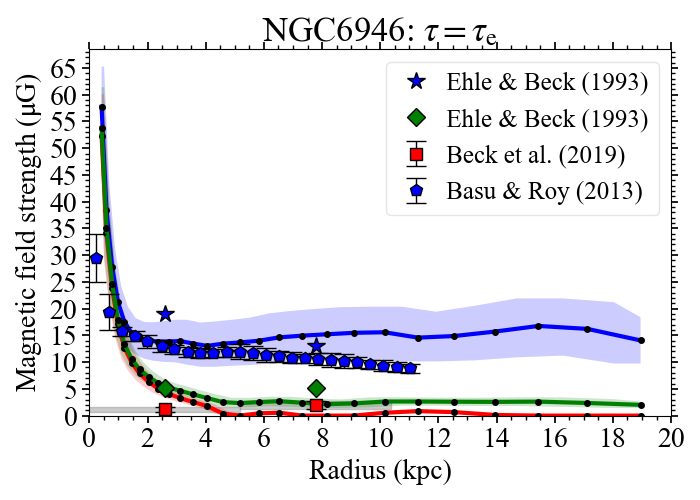 NGC6946: τ = τe
Magnetic field strength (μG)
65
60
55
50
45
40
35
30
25
20
15
10
5
0
Ehle & Beck (1993)
Ehle & Beck (1993)
Beck et al. (2019)
Basu & Roy (2013)
0 2 4 6 8 10 12 14 16 18 20
Radius (kpc)